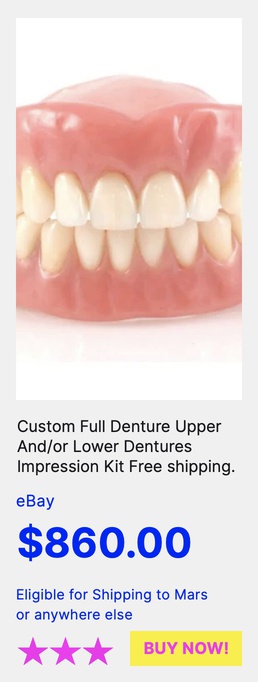 Custom Full Denture Upper
And/or Lower Dentures
Impression Kit Free shipping.
eBay
$860.00
Eligible for Shipping to Mars
or anywhere else
BUY NOW!